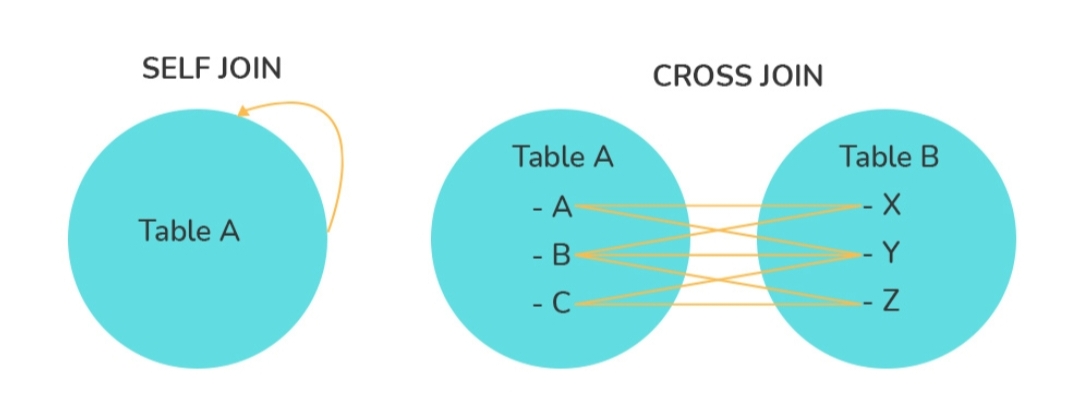 SELF JOIN
Table A
CROSS JOIN
Table A
- A
- B
- C
Table B
- X
- Y
- Z